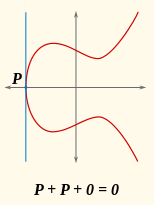 P
P + P + 0 = 0